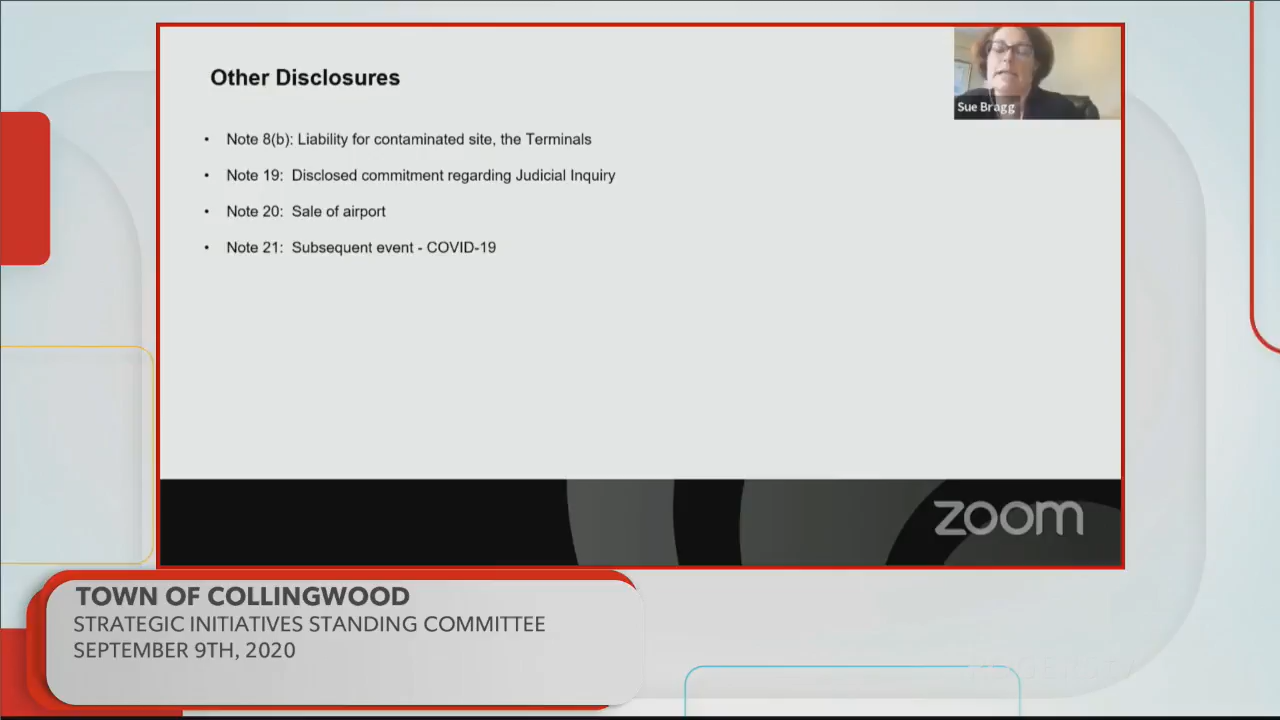 Other Disclosures
Sue Bragg
• Note 8(b): Liability for contaminated site, the Terminals
• Note 19: Disclosed commitment regarding Judicial Inquiry
• Note 20: Sale of airport
• Note 21: Subsequent event - COVID-19
zoom
TOWN OF COLLINGWOOD
STRATEGIC INITIATIVES STANDING COMMITTEE
SEPTEMBER 9TH, 2020